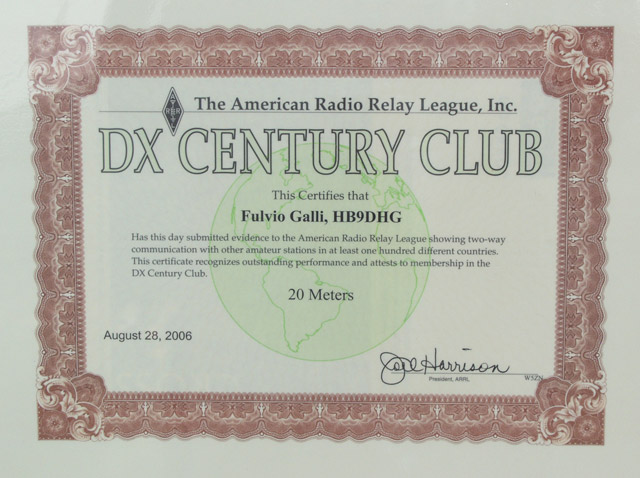 The American Radio Relay League, Inc.
DX CENTURY CLUB
This Certifies that
Fulvio Galli, HB9DHG
Has this day submitted evidence to the American Radio Relay League showing two-way
communication with other amateur stations in at least one hundred different countries.
This certificate recognizes outstanding performance and attests to membership in the
DX Century Club.
20 Meters
August 28, 2006
Joel Harrison
President, ARRL W5ZN